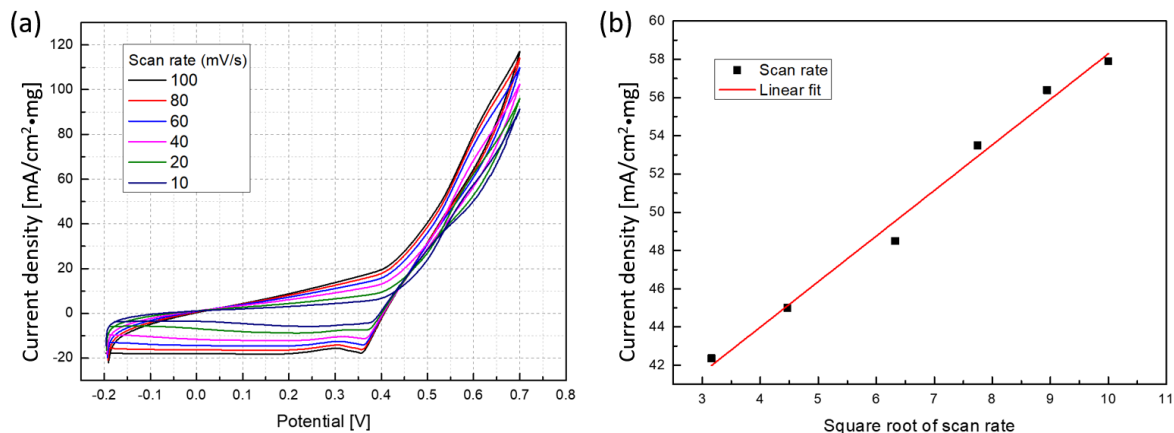 (a)
Current density [mA/cm²•mg]
120
100
80
60
40
20
0
-20
Scan rate (mV/s)
100
80
60
40
20
10
-0.2 -0.1 0.0 0.1 0.2 0.3 0.4 0.5 0.6 0.7 0.8
Potential [V]
(b)
Current density [mA/cm²•mg]
60
58
56
54
52
50
48
46
44
42
Scan rate
Linear fit
3 4 5 6 7 8 9 10 11
Square root of scan rate